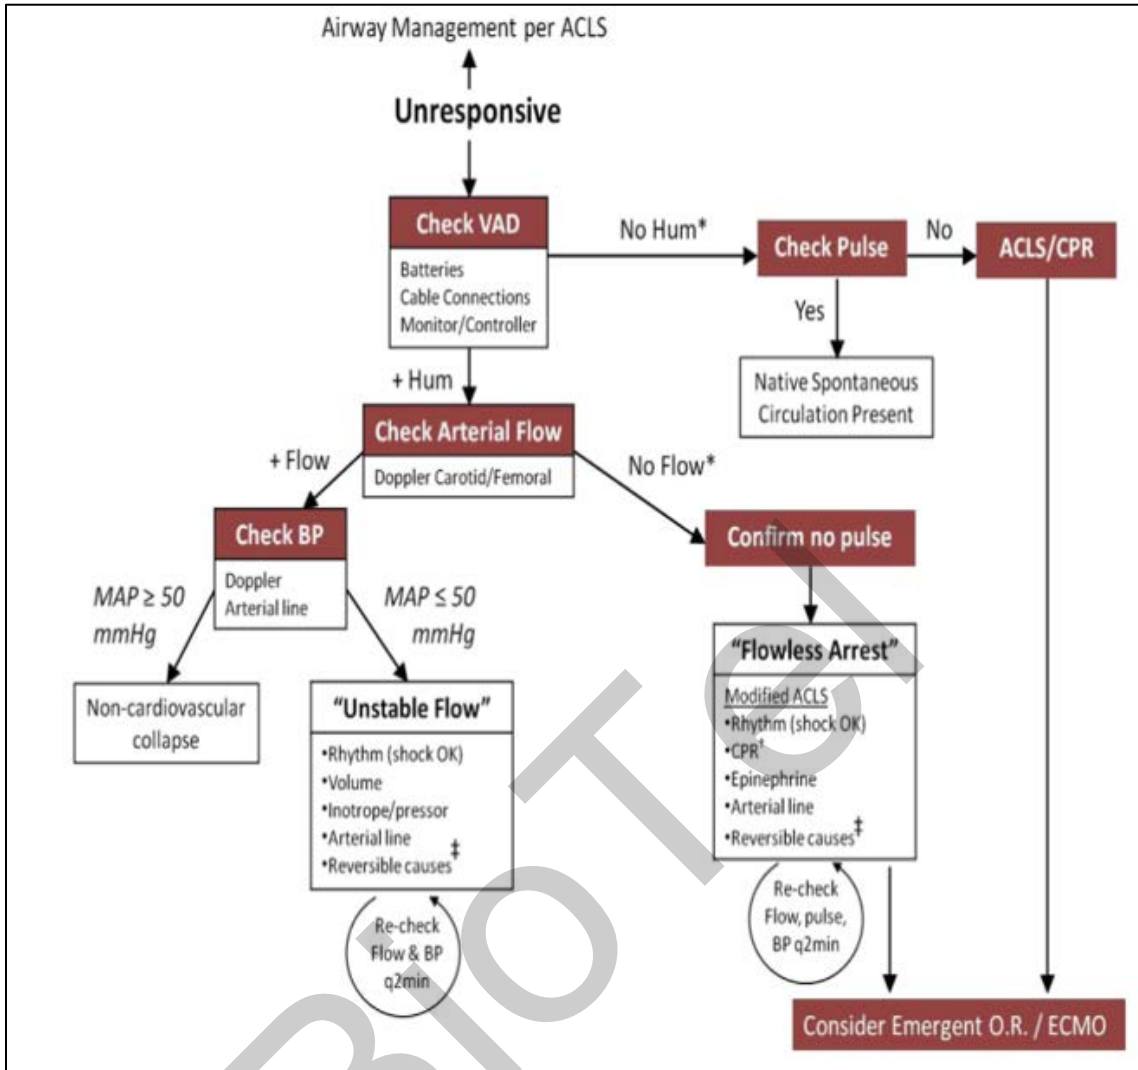 Airway Management per ACLS
Unresponsive
Check VAD
Batteries
Cable Connections
Monitor/Controller
No Hum*
Check Pulse
No
ACLS/CPR
Yes
Native Spontaneous
Circulation Present
+ Hum
Check Arterial Flow
Doppler Carotid/Femoral
+ Flow
No Flow*
Check BP
Doppler
Arterial line
Confirm no pulse
MAP ≥ 50
mmHg
MAP ≤ 50
mmHg
Non-cardiovascular
collapse
"Unstable Flow"
•Rhythm (shock OK)
•Volume
•Inotrope/pressor
•Arterial line
•Reversible causes‡
Re-check
Flow & BP
q2min
"Flowless Arrest"
Modified ACLS
•Rhythm (shock OK)
•CPR†
•Epinephrine
•Arterial line
•Reversible causes‡
Re-check
Flow, pulse,
BP q2min
Consider Emergent O.R. / ECMO
BioTel